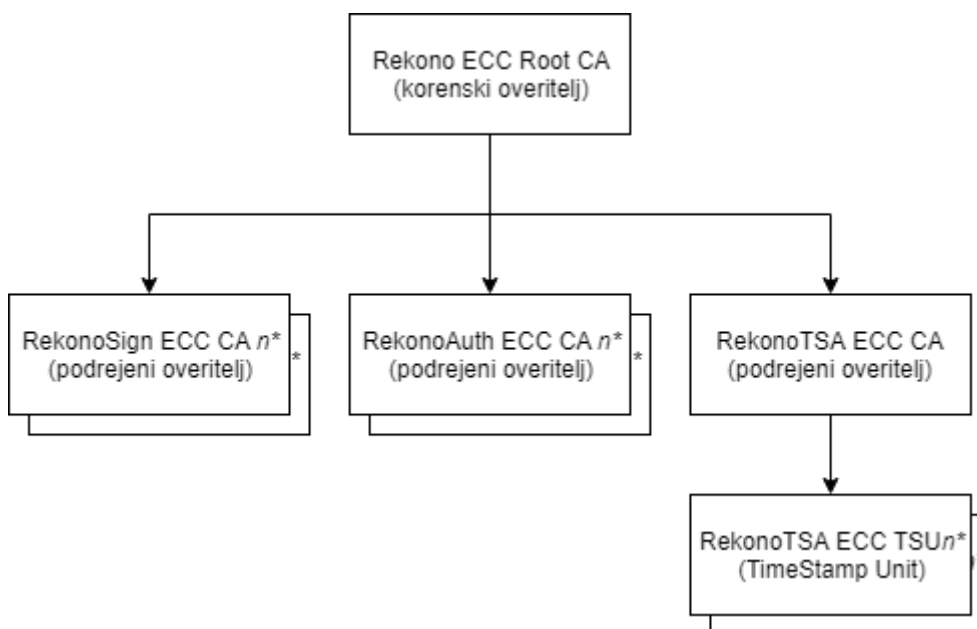 Rekono ECC Root CA
(korenski overitelj)
RekonoSign ECC CA n*
(podrejeni overitelj)
*
RekonoAuth ECC CA n*
(podrejeni overitelj)
*
RekonoTSA ECC CA
(podrejeni overitelj)
RekonoTSA ECC TSUn*
(TimeStamp Unit)